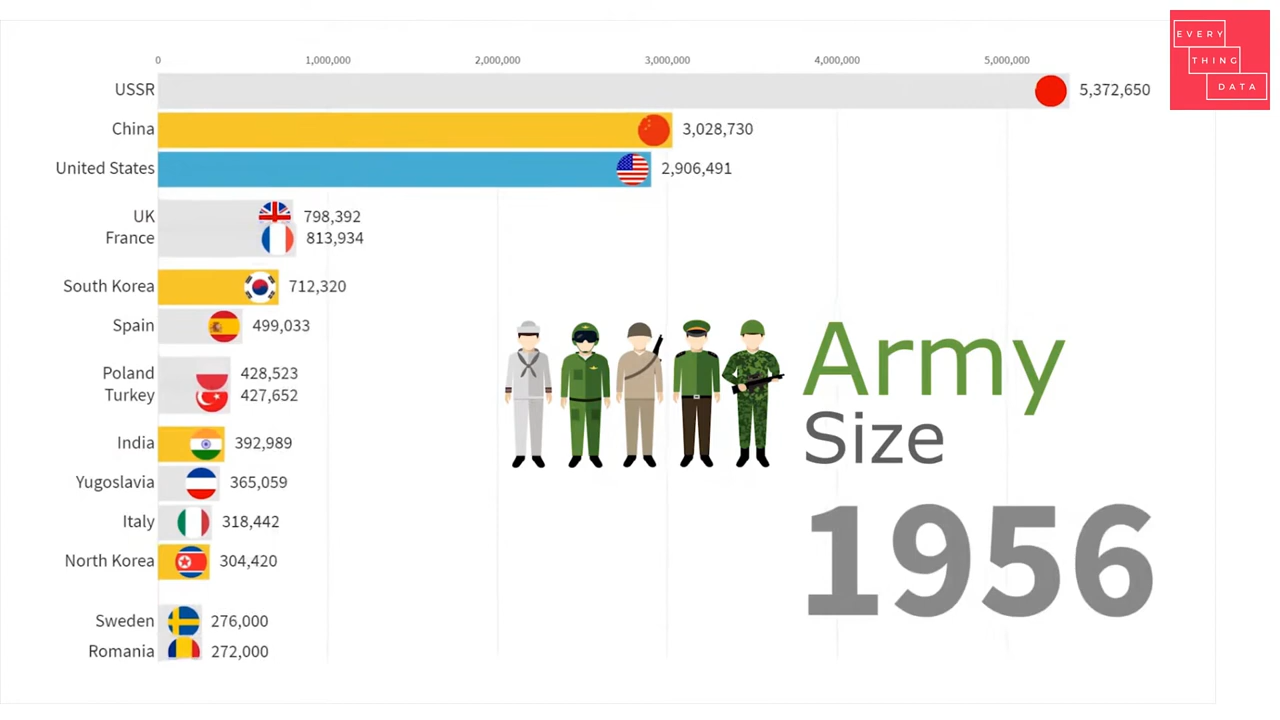 EVERY
THING
DATA
0 1,000,000 2,000,000 3,000,000 4,000,000 5,000,000
USSR 5,372,650
China 3,028,730
United States 2,906,491
UK 798,392
France 813,934
South Korea 712,320
Spain 499,033
Poland 428,523
Turkey 427,652
India 392,989
Yugoslavia 365,059
Italy 318,442
North Korea 304,420
Sweden 276,000
Romania 272,000
Army
Size
1956